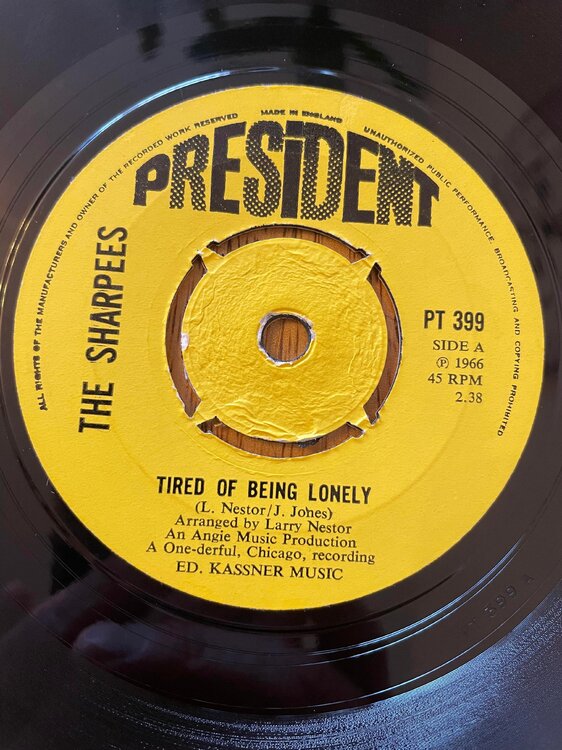 ALL RIGHTS OF THE MANUFACTURERS AND OWNER OF THE RECORDED WORK RESERVED
MADE IN ENGLAND
UNAUTHORIZED PUBLIC PERFORMANCE, BROADCASTING AND COPYING PROHIBITED
PRESIDENT
THE SHARPEES
PT 399
SIDE A
Ⓟ 1966
45 RPM
2.38
TIRED OF BEING LONELY
(L. Nestor/J. Johes)
Arranged by Larry Nestor
An Angie Music Production
A One-derful, Chicago, recording
ED. KASSNER MUSIC
PT 399 A